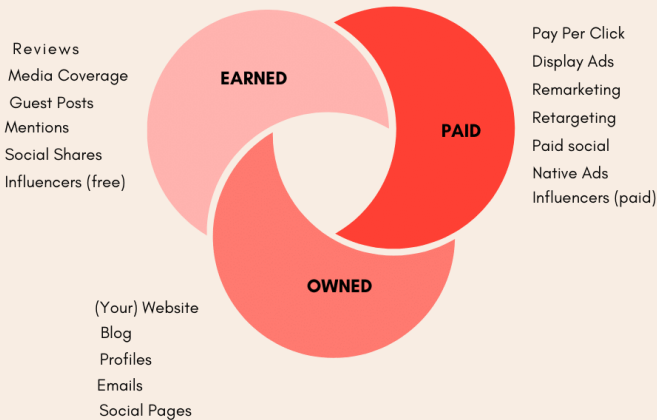 EARNED
Reviews
Media Coverage
Guest Posts
Mentions
Social Shares
Influencers (free)
PAID
Pay Per Click
Display Ads
Remarketing
Retargeting
Paid social
Native Ads
Influencers (paid)
OWNED
(Your) Website
Blog
Profiles
Emails
Social Pages